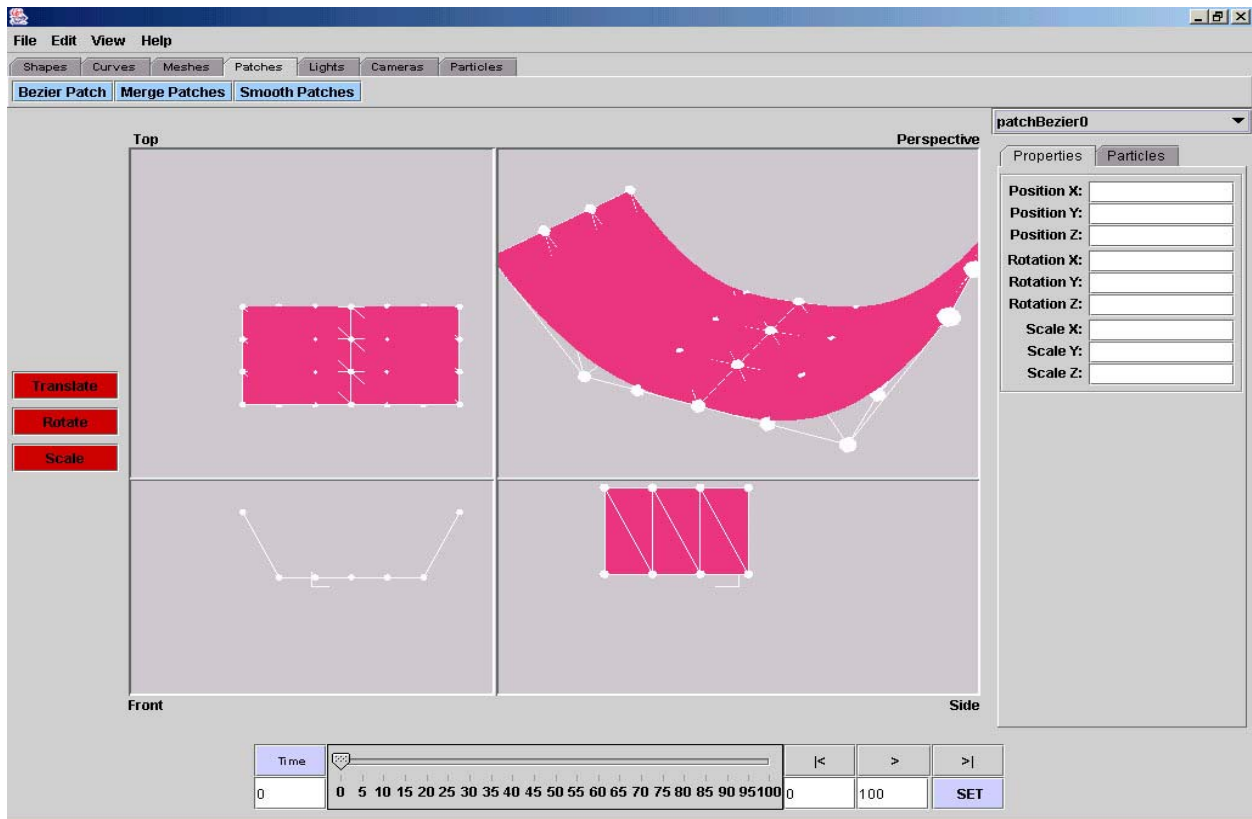 File Edit View Help
Shapes Curves Meshes Patches Lights Cameras Particles
Bezier Patch Merge Patches Smooth Patches
patchBezier0
Top Perspective
Properties Particles
Position X:
Position Y:
Position Z:
Rotation X:
Rotation Y:
Rotation Z:
Scale X:
Scale Y:
Scale Z:
Translate
Rotate
Scale
Front Side
Time |< > >|
0 0 5 10 15 20 25 30 35 40 45 50 55 60 65 70 75 80 85 90 95100 0 100 SET